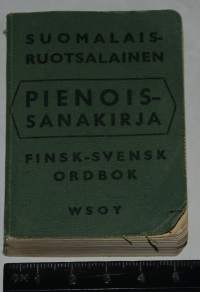 SUOMALAIS-
RUOTSALAINEN
PIENOIS-
SANAKIRJA
FINSK-SVENSK
ORDBOK
WSOY